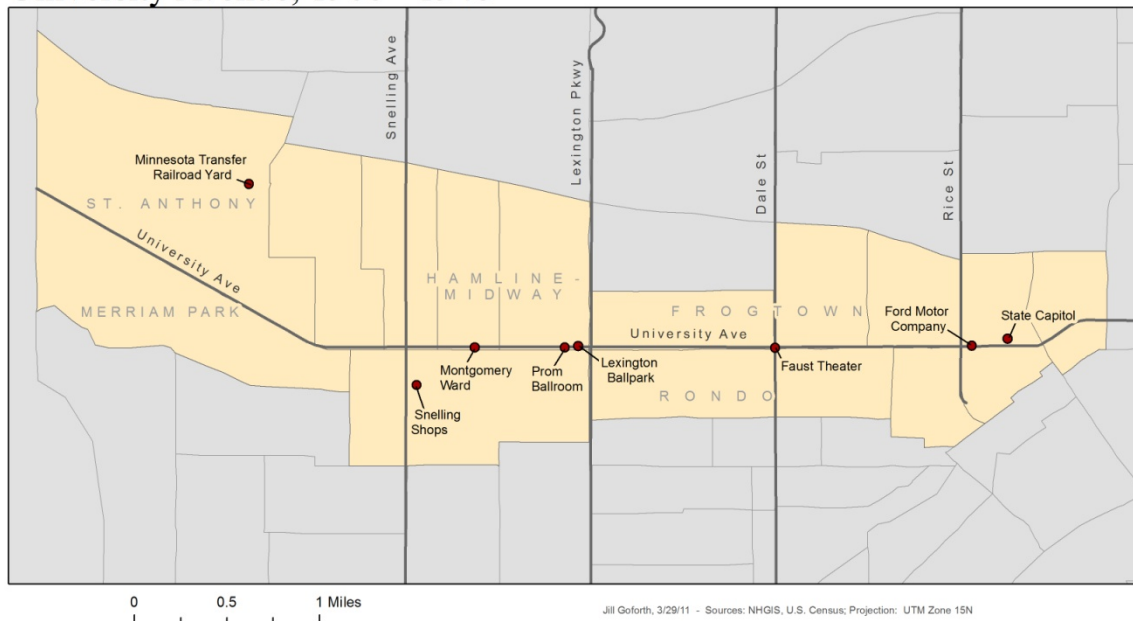 University Avenue,
Snelling Ave
Lexington Pkwy
Dale St
Rice St
Minnesota Transfer
Railroad Yard
ST. ANTHONY
University Ave
MERRIAM PARK
HAMLINE-
MIDWAY
FROGTOWN
University Ave
Ford Motor
Company
State Capitol
Montgomery
Ward
Prom
Ballroom
Lexington
Ballpark
Faust Theater
RONDO
Snelling
Shops
0 0.5 1 Miles
Jill Goforth, 3/29/11 - Sources: NHGIS, U.S. Census; Projection: UTM Zone 15N